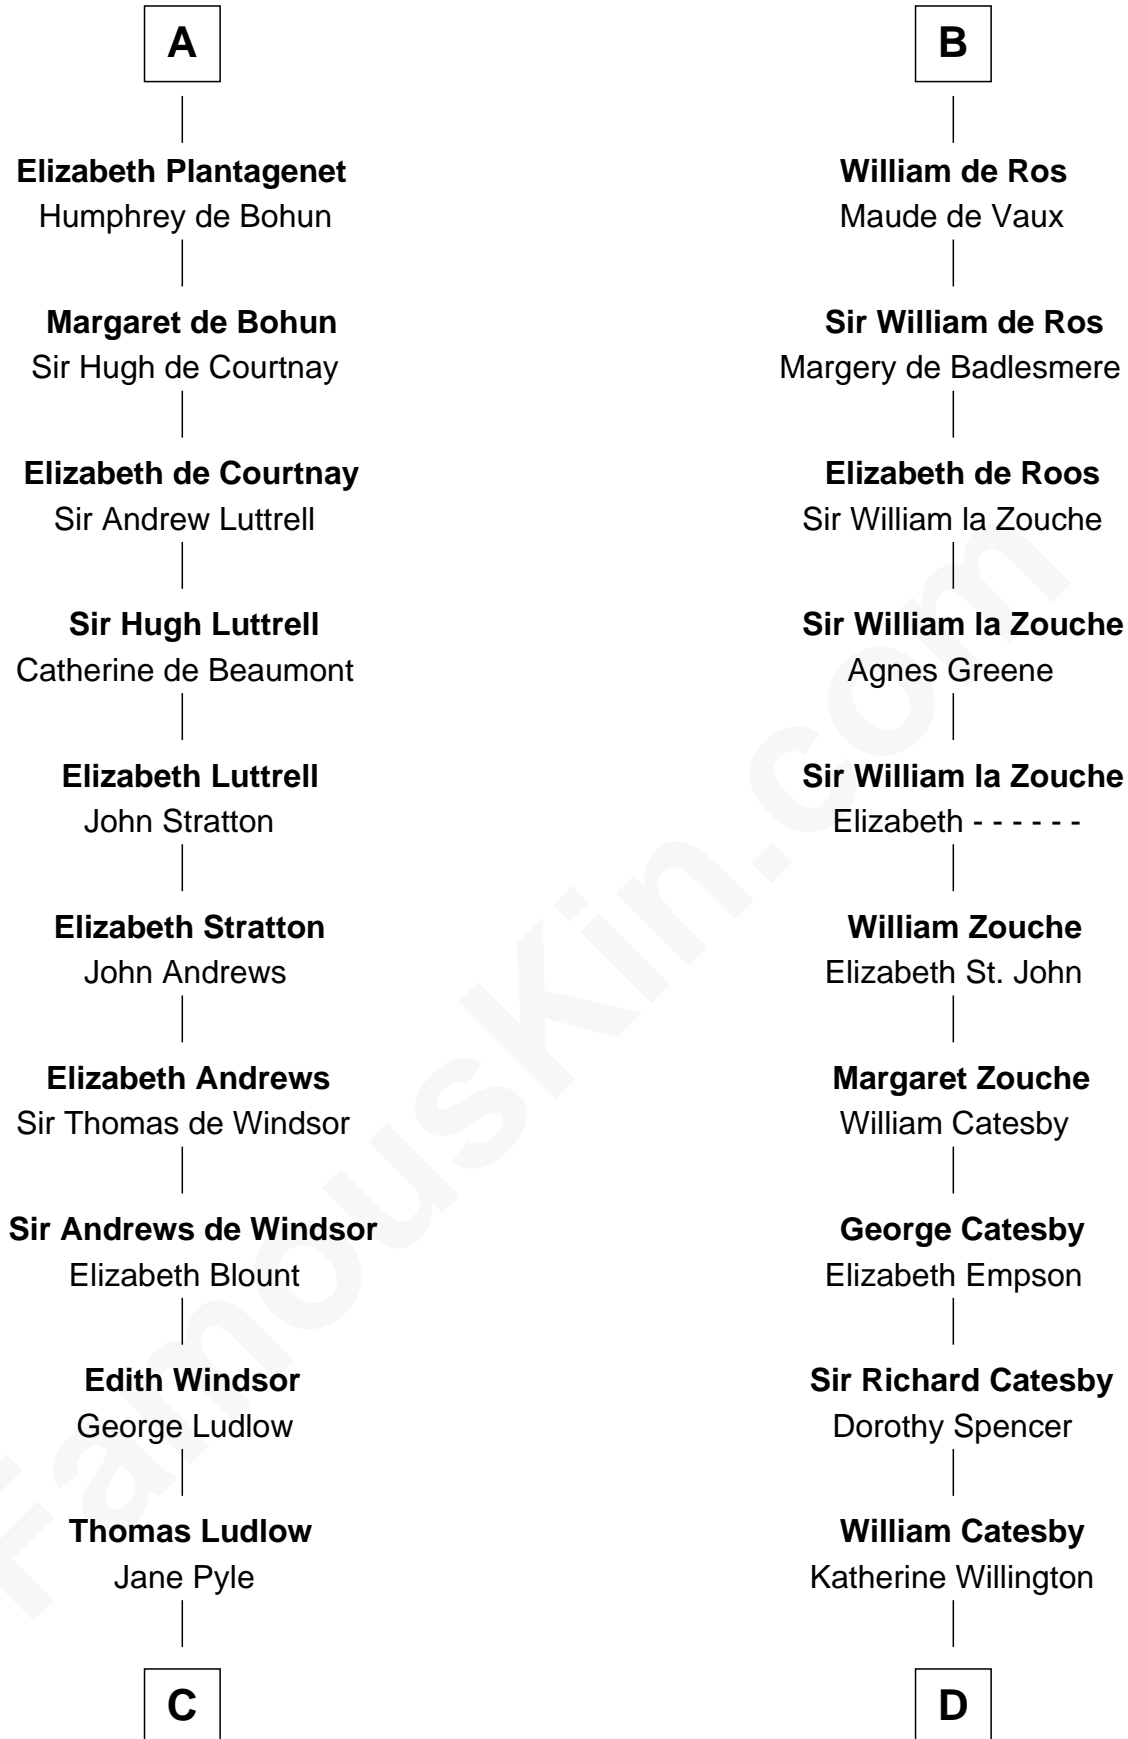 A
Elizabeth Plantagenet
Humphrey de Bohun
Margaret de Bohun
Sir Hugh de Courtnay
Elizabeth de Courtnay
Sir Andrew Luttrell
Sir Hugh Luttrell
Catherine de Beaumont
Elizabeth Luttrell
John Stratton
Elizabeth Stratton
John Andrews
Elizabeth Andrews
Sir Thomas de Windsor
Sir Andrews de Windsor
Elizabeth Blount
Edith Windsor
George Ludlow
Thomas Ludlow
Jane Pyle
C
B
William de Ros
Maude de Vaux
Sir William de Ros
Margery de Badlesmere
Elizabeth de Roos
Sir William la Zouche
Sir William la Zouche
Agnes Greene
Sir William la Zouche
Elizabeth - - - - - -
William Zouche
Elizabeth St. John
Margaret Zouche
William Catesby
George Catesby
Elizabeth Empson
Sir Richard Catesby
Dorothy Spencer
William Catesby
Katherine Willington
D
FamousKin.com